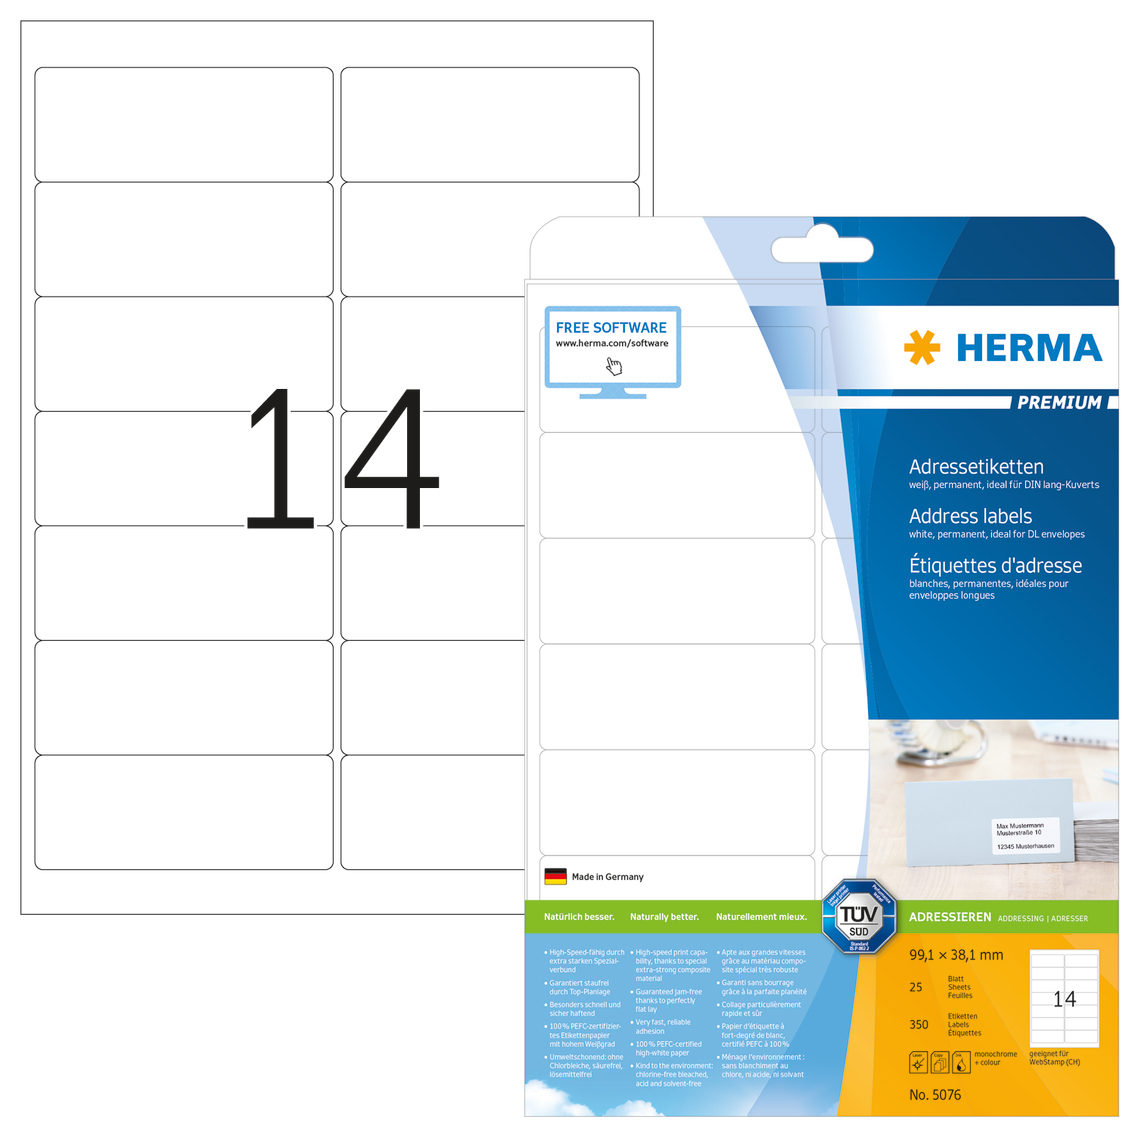 14
FREE SOFTWARE
www.herma.com/software
HERMA
PREMIUM
Adressetiketten
weiß, permanent, ideal für DIN lang-Kuverts
Address labels
white, permanent, ideal for DL envelopes
Étiquettes d'adresse
blanches, permanentes, idéales pour
enveloppes longues
Max Mustermann
Musterstraße 10
12345 Musterhausen
Made in Germany
Natürlich besser.
Naturally better.
Naturellement mieux.
TÜV
SÜD
ADRESSIEREN ADDRESSING | ADRESSER
• High-Speed-fähig durch
extra starken Spezial-
verbund
• Garantiert staufrei
durch Top-Planlage
• Besonders schnell und
sicher haftend
• 100 % PEFC-zertifizier-
tes Etikettenpapier
mit hohem Weißgrad
• Umweltschonend: ohne
Chlorbleiche, säurefrei,
lösemittelfrei
• High-speed print capa-
bility, thanks to special
extra-strong composite
material
• Guaranteed jam-free
thanks to perfectly
flat lay
• Very fast, reliable
adhesion
• 100 % PEFC-certified
high-white paper
• Kind to the environment:
chlorine-free bleached,
acid and solvent-free
• Apte aux grandes vitesses
grâce au matériau compo-
site spécial très robuste
• Garanti sans bourrage
grâce à la parfaite planéité
• Collage particulièrement
rapide et sûr
• Papier d'étiquette à
fort-degré de blanc,
certifié PEFC à 100 %
• Ménage l'environnement :
sans blanchiment au
chlore, ni acide, ni solvant
99,1 × 38,1 mm
25
Blatt
Sheets
Feuilles
350
Etiketten
Labels
Étiquettes
14
Laser
Copy
Ink
monochrome
+ colour
geeignet für
WebStamp (CH)
No. 5076